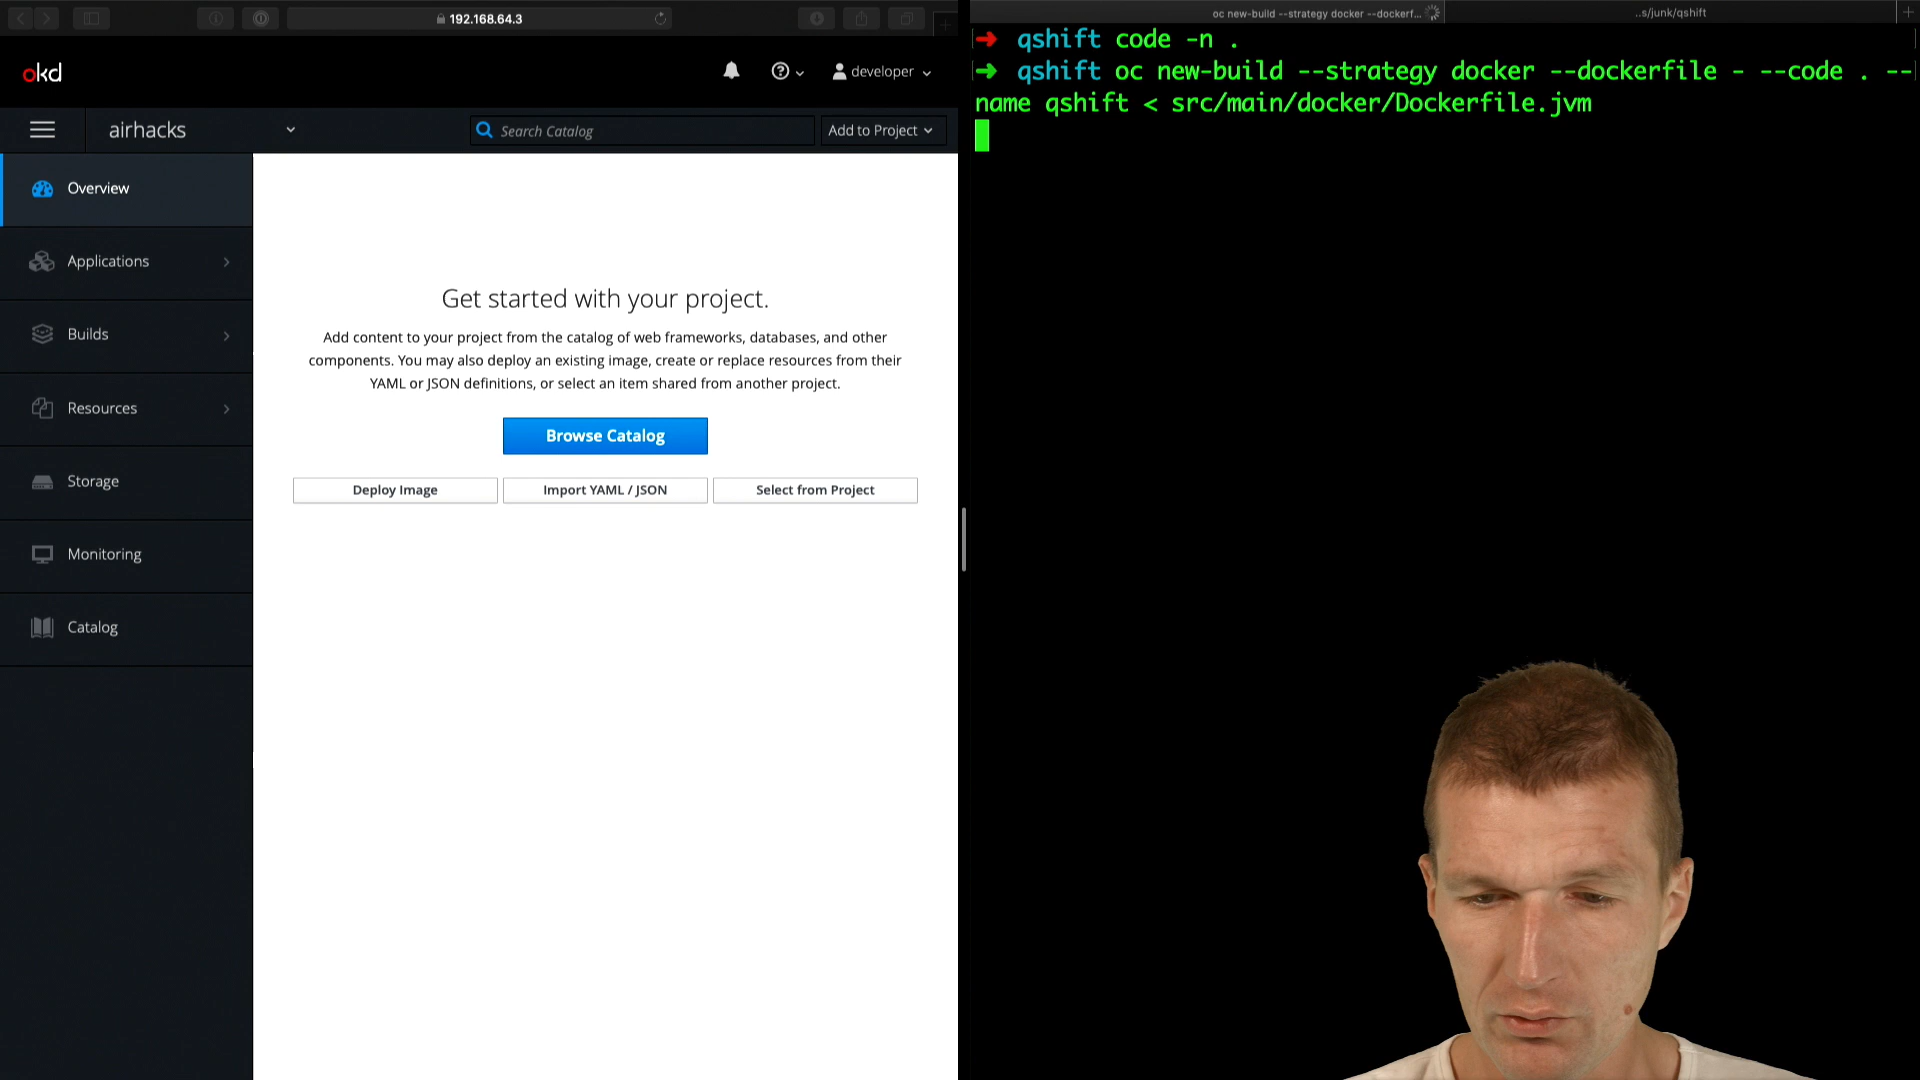 192.168.64.3
okd
developer
airhacks
Search Catalog
Add to Project
Overview
Applications
Builds
Resources
Storage
Monitoring
Catalog
Get started with your project.
Add content to your project from the catalog of web frameworks, databases, and other
components. You may also deploy an existing image, create or replace resources from their
YAML or JSON definitions, or select an item shared from another project.
Browse Catalog
Deploy Image
Import YAML / JSON
Select from Project
oc new-build --strategy docker --dockerf...
..s/junk/qshift
➜ qshift code -n .
➜ qshift oc new-build --strategy docker --dockerfile - --code . --
name qshift < src/main/docker/Dockerfile.jvm